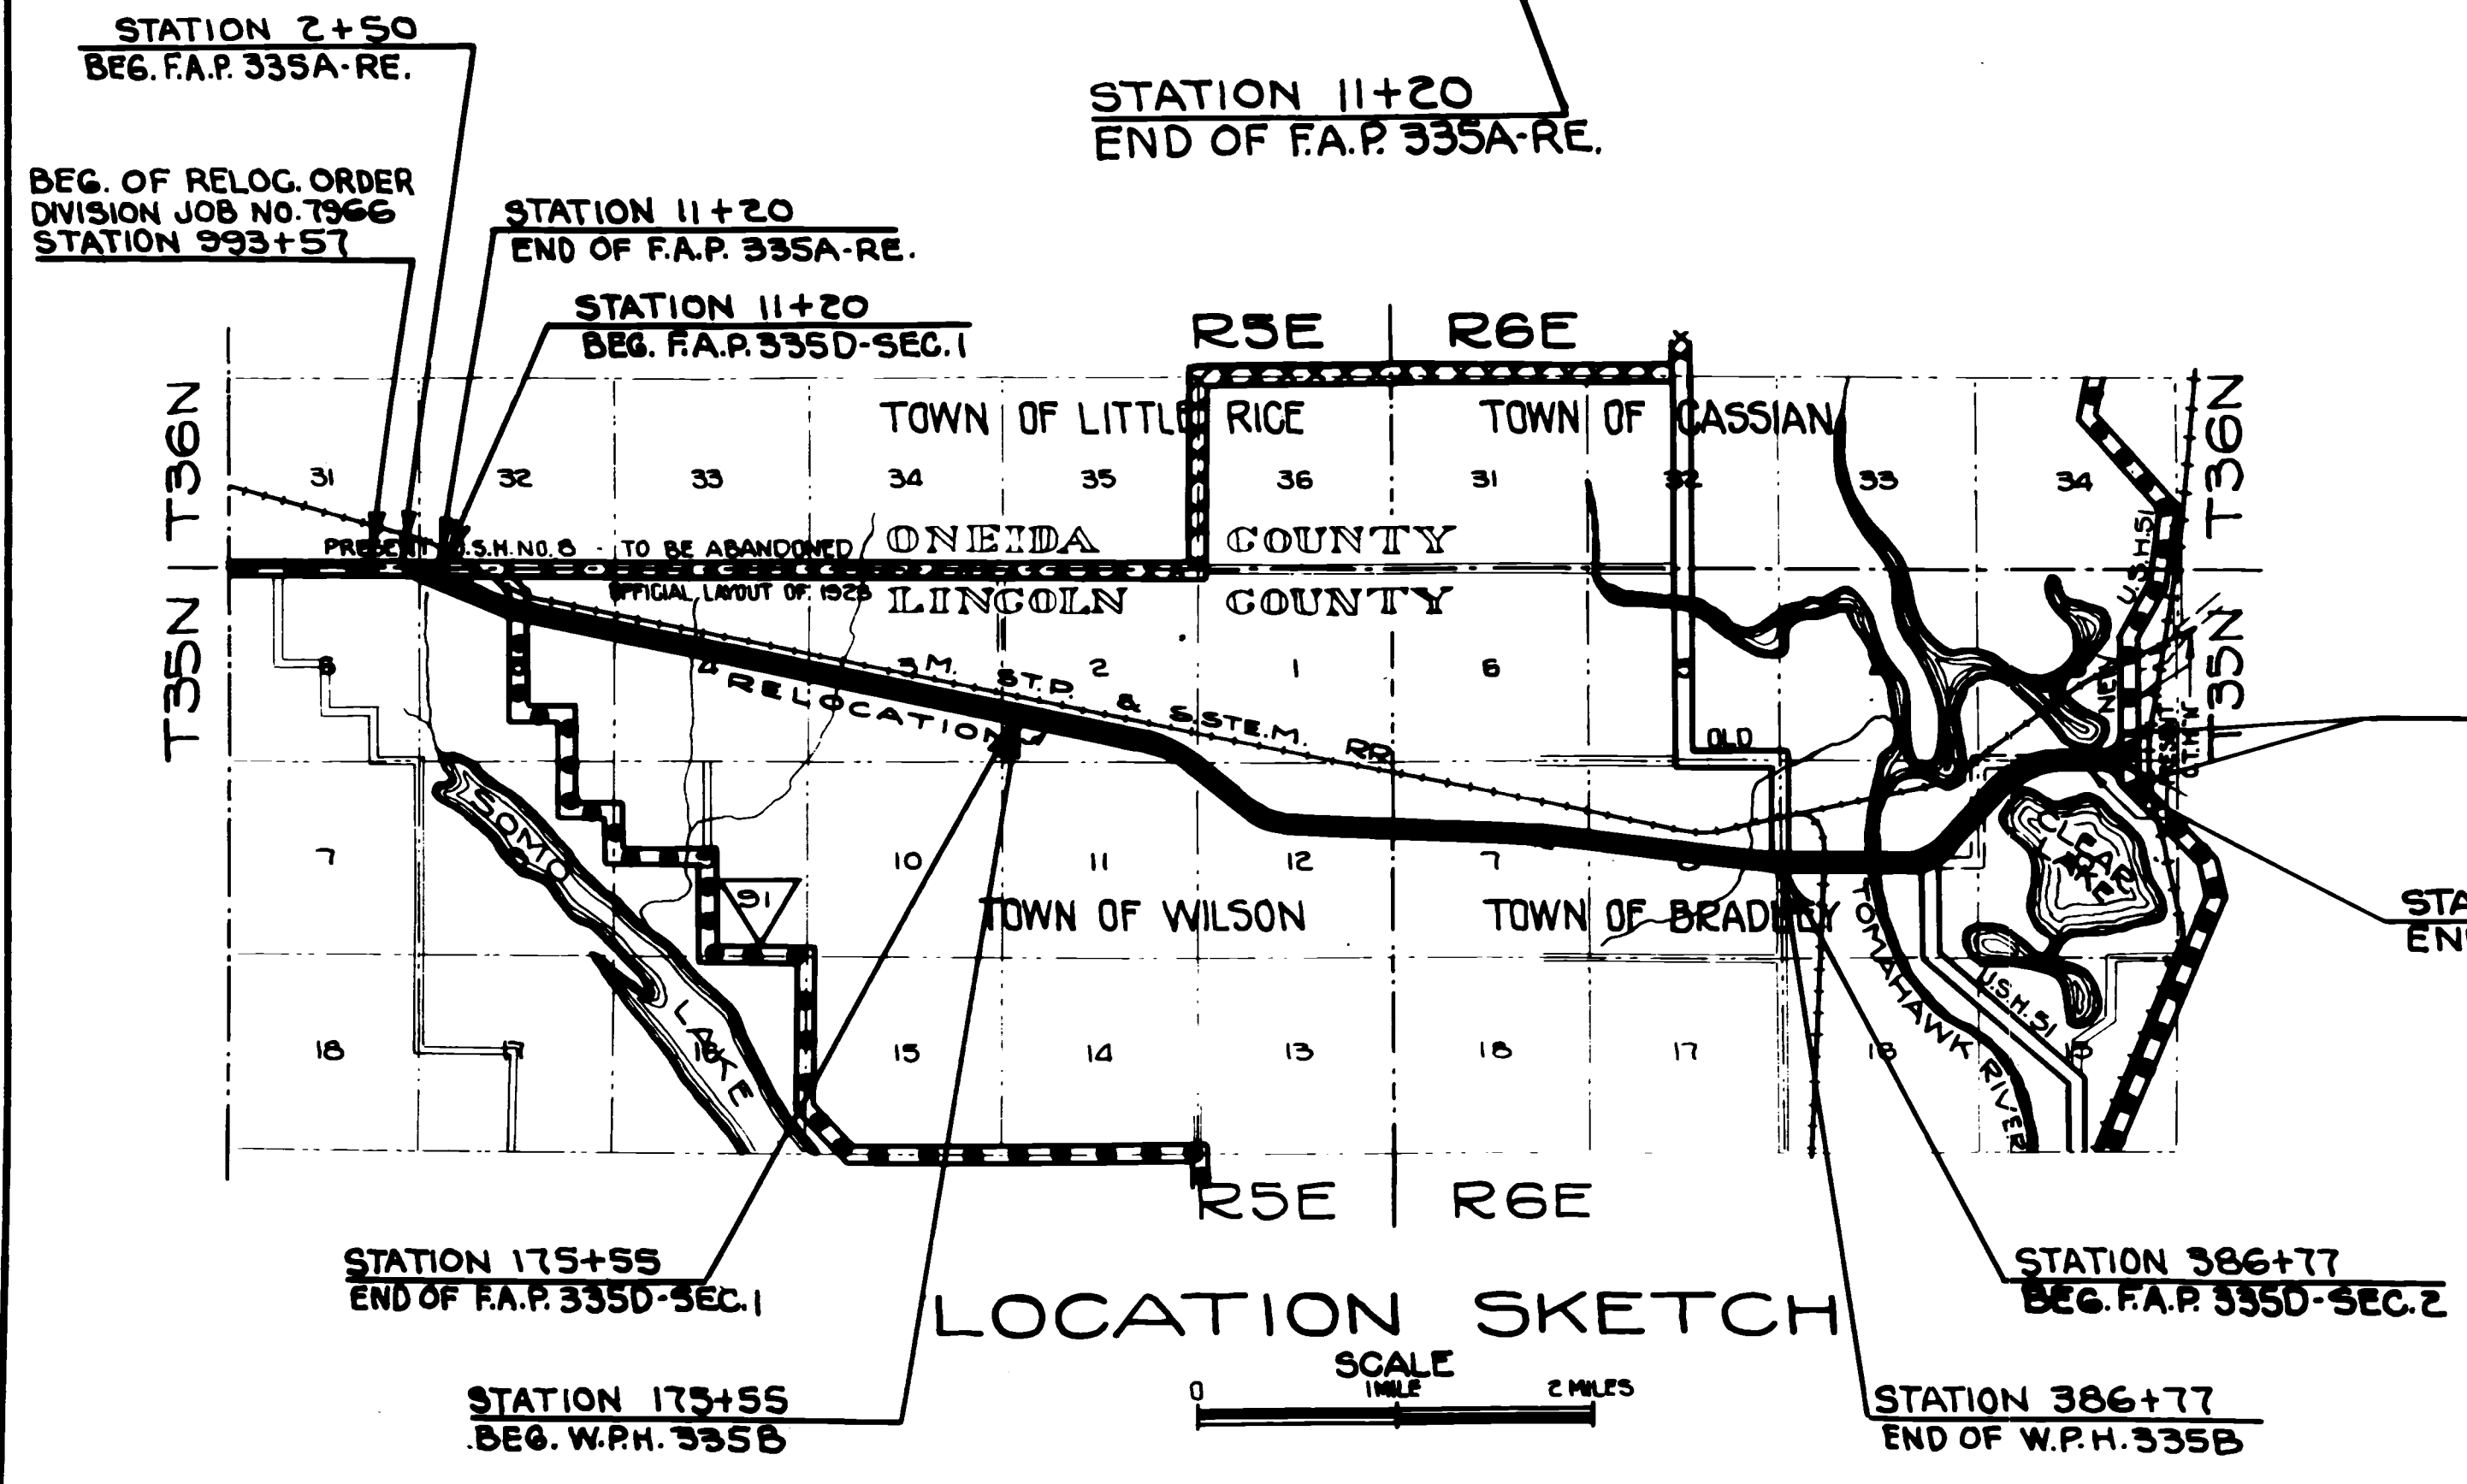 STATION 2+50
BEG. F.A.P. 335A-RE.
STATION 11+20
END OF F.A.P. 335A-RE.
BEG. OF RELOC. ORDER
DIVISION JOB NO. 7966
STATION 993+57
STATION 11+20
END OF F.A.P. 335A-RE.
STATION 11+20
BEG. F.A.P. 335D-SEC. 1
R5E R6E
T36N
T36N
TOWN OF LITTLE RICE
TOWN OF CASSIAN
31 32 33 34 35 36 31 32 33 34
U.S.H. 51
PRESENT U.S.H. NO. 8 - TO BE ABANDONED
ONEIDA COUNTY
OFFICIAL LAYOUT OF 1928
LINCOLN COUNTY
T35N
T35N
6 4 3 2 1 6
M. ST.P. & S.STE.M. RR.
RELOCATION
NEW
OLD
PRESENT
C.T.H.
SOMO LAKE
7 10 11 12 7
91
CLEAR LAKE
TOWN OF WILSON
TOWN OF BRADLEY
TOMAHAWK RIVER
U.S.H. 51
STA
18 17 16 15 14 13 18 17
R5E R6E
STATION 175+55
END OF F.A.P. 335D-SEC. 1
STATION 386+77
BEG. F.A.P. 335D-SEC. 2
LOCATION SKETCH
SCALE
0 1 MILE 2 MILES
STATION 175+55
BEG. W.P.H. 335B
STATION 386+77
END OF W.P.H. 335B